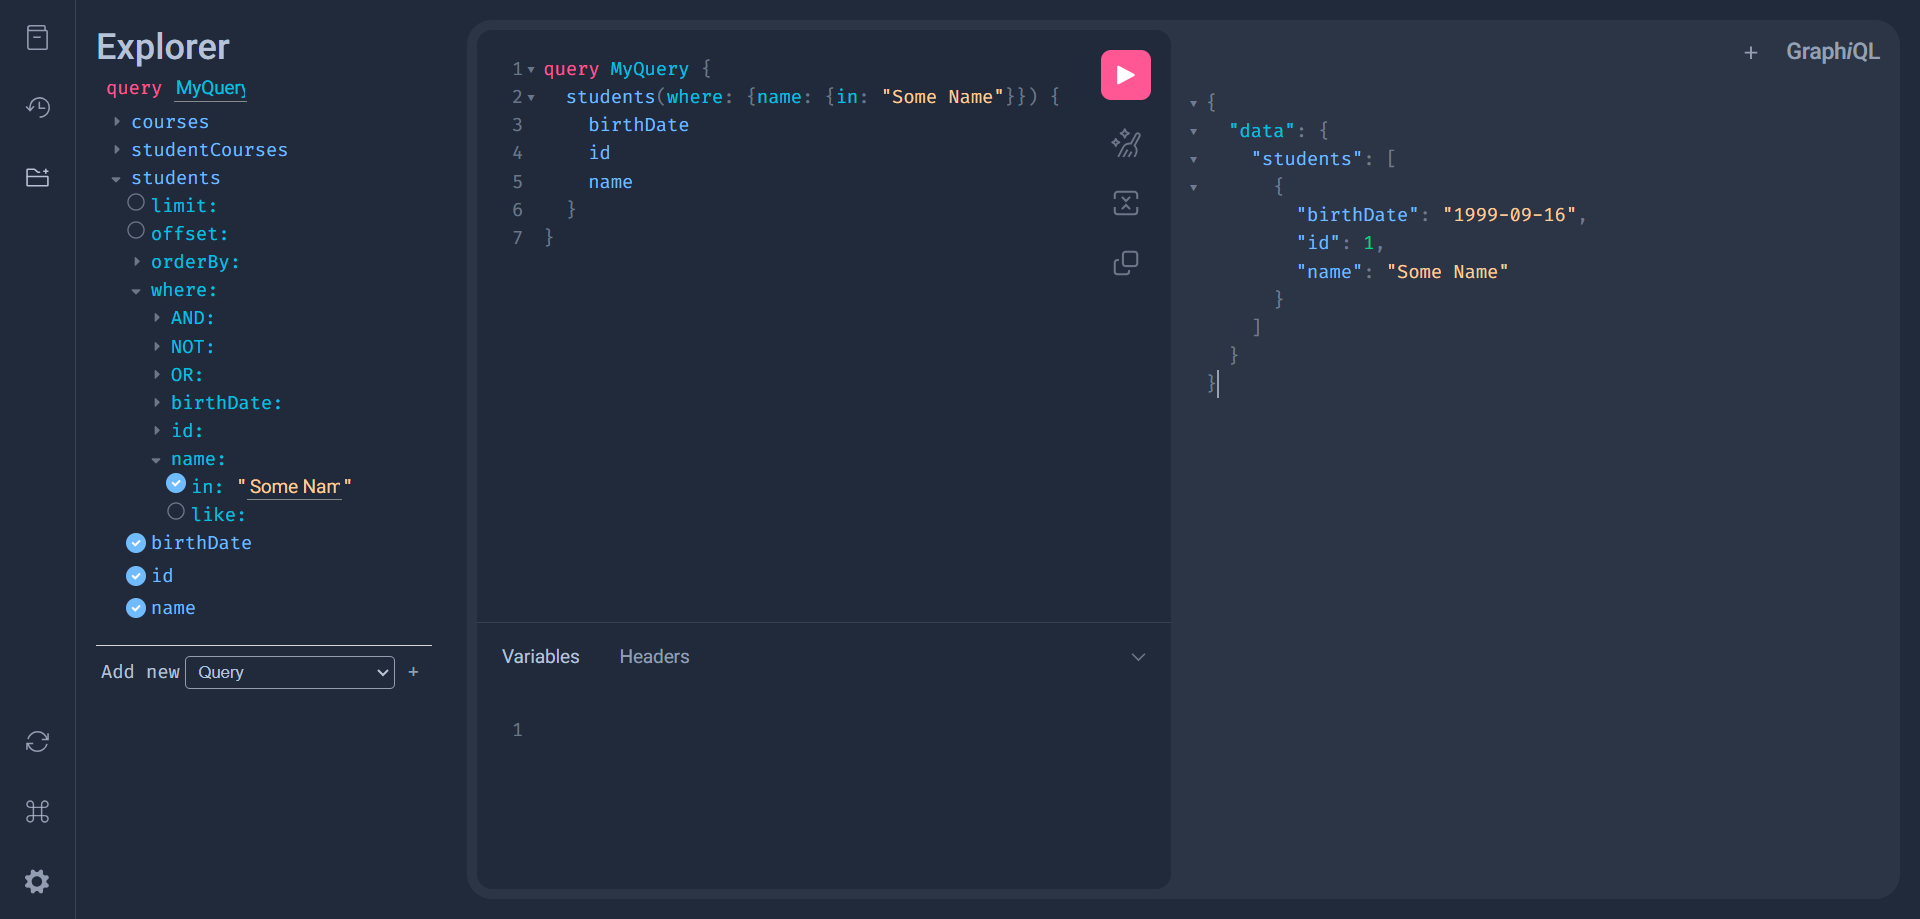 Explorer
query MyQuery
courses
studentCourses
students
limit:
offset:
orderBy:
where:
AND:
NOT:
OR:
birthDate:
id:
name:
in: "Some Nam"
like:
birthDate
id
name
Add new Query +
1 query MyQuery {
2 students(where: {name: {in: "Some Name"}}) {
3 birthDate
4 id
5 name
6 }
7 }
Variables Headers
1
+ GraphiQL
{
"data": {
"students": [
{
"birthDate": "1999-09-16",
"id": 1,
"name": "Some Name"
}
]
}
}